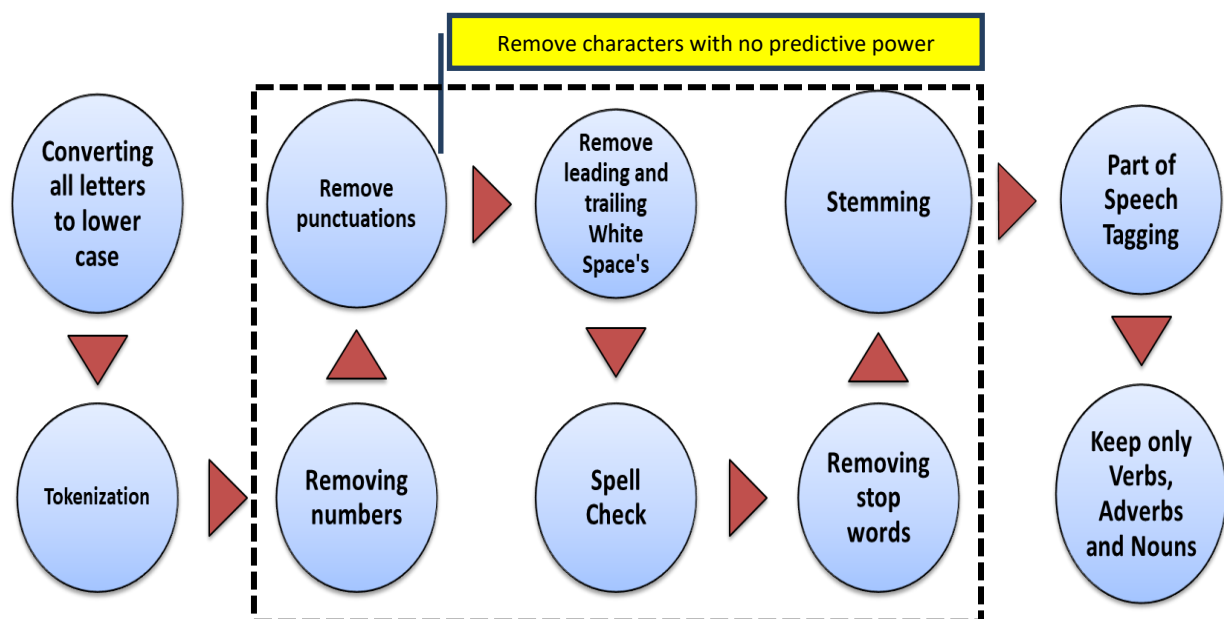 Remove characters with no predictive power
Converting
all letters
to lower
case
Tokenization
Removing
numbers
Remove
punctuations
Remove
leading and
trailing
White
Space's
Spell
Check
Removing
stop
words
Stemming
Part of
Speech
Tagging
Keep only
Verbs,
Adverbs
and Nouns